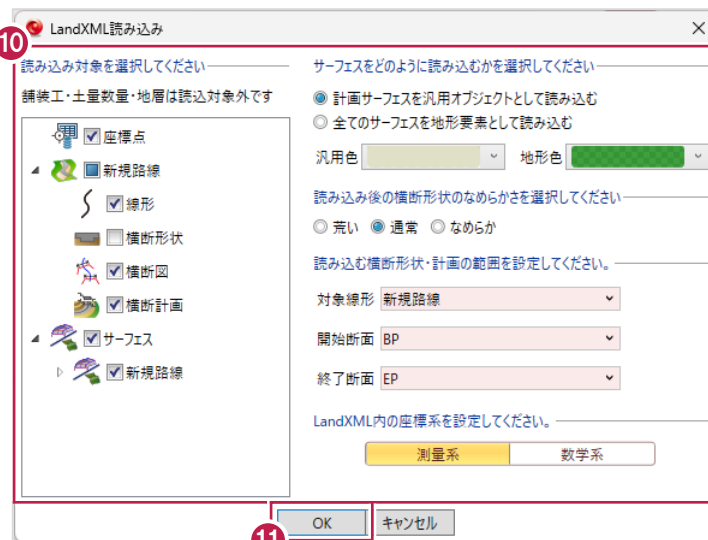 LandXML読み込み
10
読み込み対象を選択してください
舗装工・土量数量・地層は読込対象外です
座標点
新規路線
線形
横断形状
横断図
横断計画
サーフェス
新規路線
サーフェスをどのように読み込むかを選択してください
計画サーフェスを汎用オブジェクトとして読み込む
全てのサーフェスを地形要素として読み込む
汎用色 地形色
読み込み後の横断形状のなめらかさを選択してください
荒い 通常 なめらか
読み込む横断形状・計画の範囲を設定してください。
対象線形 新規路線
開始断面 BP
終了断面 EP
LandXML内の座標系を設定してください。
測量系 数学系
11
OK キャンセル